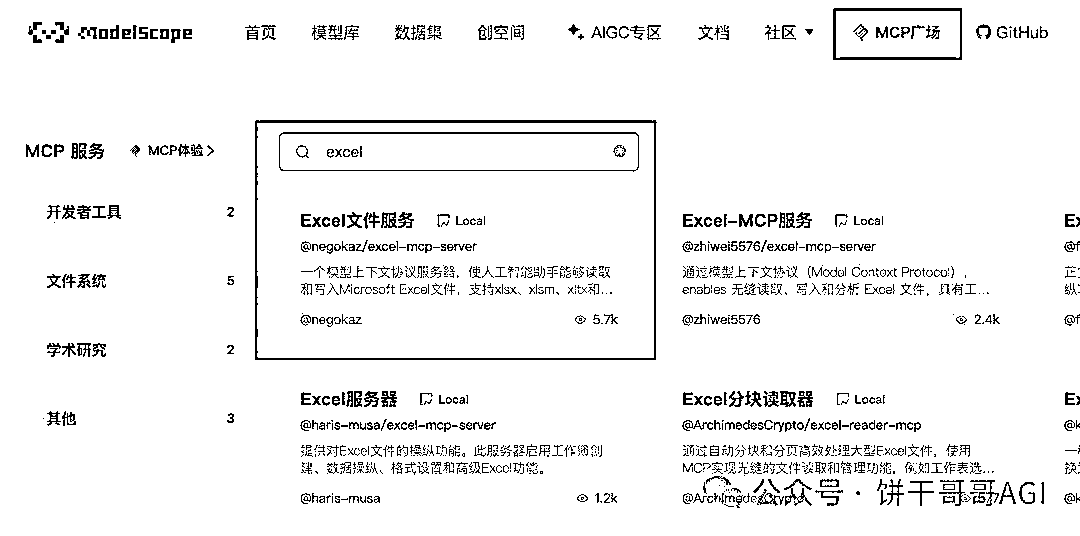 ModelScope 首页 模型库 数据集 创空间 AIGC专区 文档 社区 MCP广场 GitHub
MCP 服务 MCP体验
开发者工具 2
文件系统 5
学术研究 2
其他 3
excel
Excel文件服务 Local
@negokaz/excel-mcp-server
一个模型上下文协议服务器，使人工智能助手能够读取
和写入Microsoft Excel文件，支持xlsx、xlsm、xltx和...
@negokaz 5.7k
Excel-MCP服务 Local
@zhiwei5576/excel-mcp-server
通过模型上下文协议（Model Context Protocol），
enables 无缝读取、写入和分析 Excel 文件，具有工...
@zhiwei5576 2.4k
Excel服务器 Local
@haris-musa/excel-mcp-server
提供对Excel文件的操纵功能。此服务器启用工作簿创
建、数据操纵、格式设置和高级Excel功能。
@haris-musa 1.2k
Excel分块读取器 Local
@ArchimedesCrypto/excel-reader-mcp
通过自动分块和分页高效处理大型Excel文件，使用
MCP实现无缝的文件读取和管理功能，例如工作表选...
@ArchimedesCrypto
公众号 · 饼干哥哥AGI